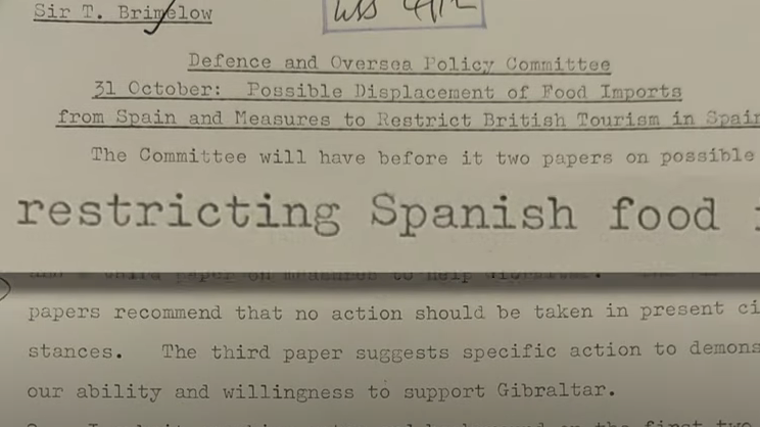 Sir T. Brimelow
Defence and Oversea Policy Committee
31 October: Possible Displacement of Food Imports
from Spain and Measures to Restrict British Tourism in Spain
The Committee will have before it two papers on possible
restricting Spanish food
papers recommend that no action should be taken in present ci
stances. The third paper suggests specific action to demons
our ability and willingness to support Gibraltar.